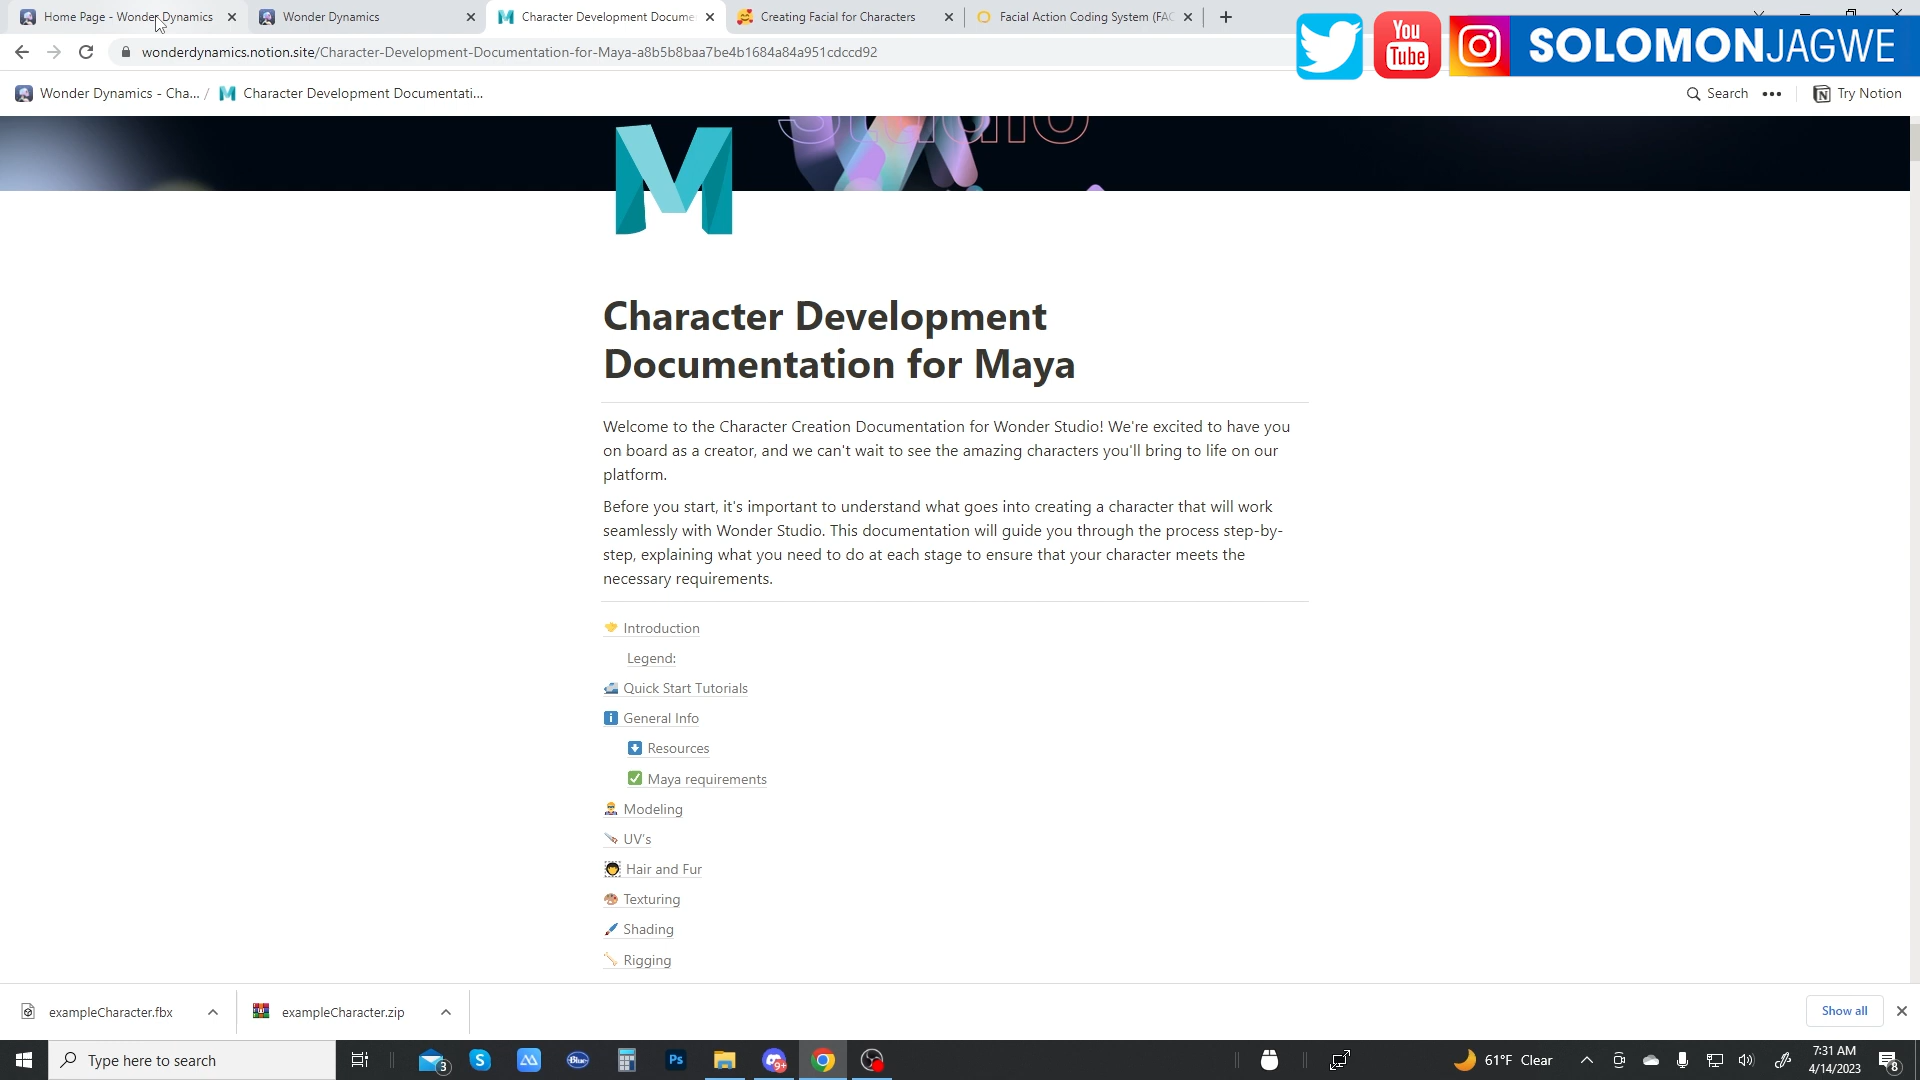 Home Page - Wonder Dynamics
Wonder Dynamics
Character Development Docume
Creating Facial for Characters
Facial Action Coding System (FAC
wonderdynamics.notion.site/Character-Development-Documentation-for-Maya-a8b5b8baa7be4b1684a84a951cdccd92
You
Tube
SOLOMONJAGWE
Wonder Dynamics - Cha... / Character Development Documentati...
Search
Try Notion
Studio
Character Development
Documentation for Maya
Welcome to the Character Creation Documentation for Wonder Studio! We're excited to have you
on board as a creator, and we can't wait to see the amazing characters you'll bring to life on our
platform.
Before you start, it's important to understand what goes into creating a character that will work
seamlessly with Wonder Studio. This documentation will guide you through the process step-by-
step, explaining what you need to do at each stage to ensure that your character meets the
necessary requirements.
Introduction
Legend:
Quick Start Tutorials
General Info
Resources
Maya requirements
Modeling
UV's
Hair and Fur
Texturing
Shading
Rigging
exampleCharacter.fbx
exampleCharacter.zip
Show all
Type here to search
3
Blue
Ps
9+
61°F Clear
7:31 AM
4/14/2023
8